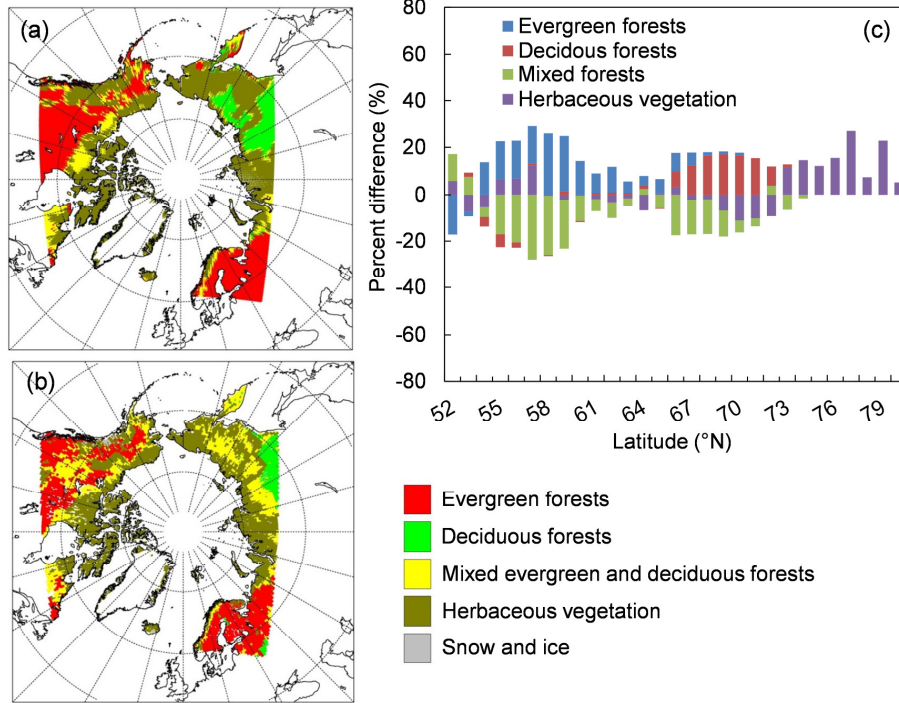 (a)
(b)
(c)
80
60
40
20
0
-20
-40
-60
-80
Percent difference (%)
Evergreen forests
Decidous forests
Mixed forests
Herbaceous vegetation
52 55 58 61 64 67 70 73 76 79
Latitude (°N)
Evergreen forests
Deciduous forests
Mixed evergreen and deciduous forests
Herbaceous vegetation
Snow and ice